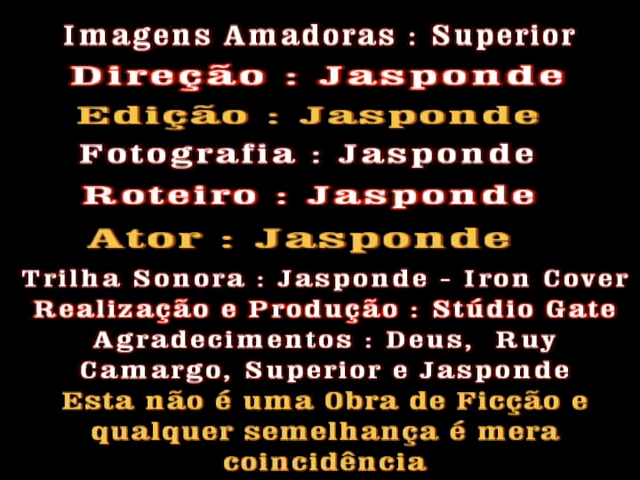 Imagens Amadoras : Superior
Direção : Jasponde
Edição : Jasponde
Fotografia : Jasponde
Roteiro : Jasponde
Ator : Jasponde
Trilha Sonora : Jasponde - Iron Cover
Realização e Produção : Stúdio Gate
Agradecimentos : Deus, Ruy
Camargo, Superior e Jasponde
Esta não é uma Obra de Ficção e
qualquer semelhança é mera
coincidência